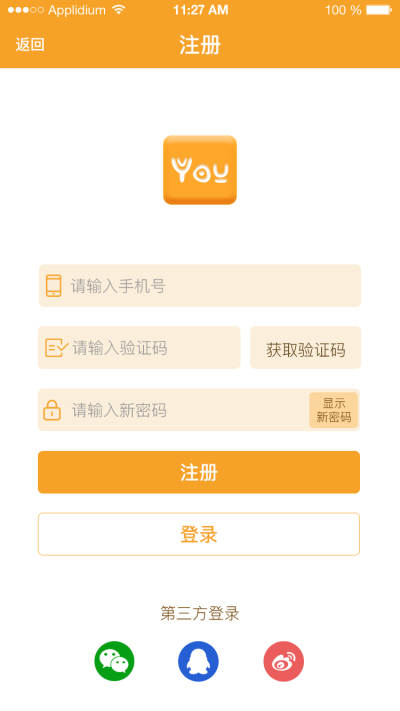 Applidium 11:27 AM 100 %
返回 注册
You
请输入手机号
请输入验证码 获取验证码
请输入新密码 显示
新密码
注册
登录
第三方登录